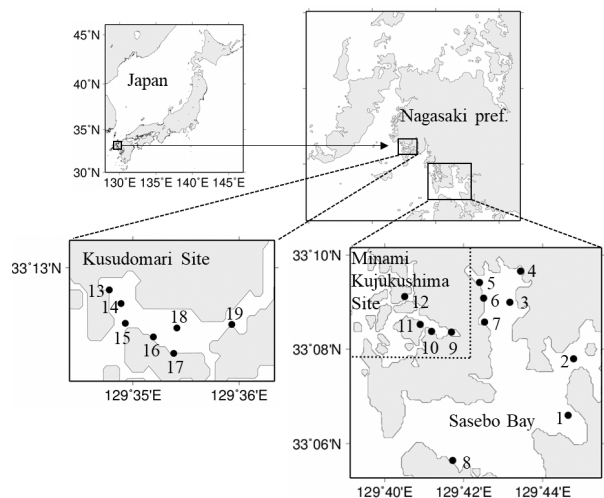 45°N
40°N
35°N
30°N
130°E 135°E 140°E 145°E
Japan
Nagasaki pref.
Kusudomari Site
33°13'N
13
14
15
16
17
18
19
129°35'E 129°36'E
33°10'N
33°08'N
33°06'N
Minami
Kujukushima
Site
12
11
10
9
5
6
7
4
3
2
1
8
Sasebo Bay
129°40'E 129°42'E 129°44'E